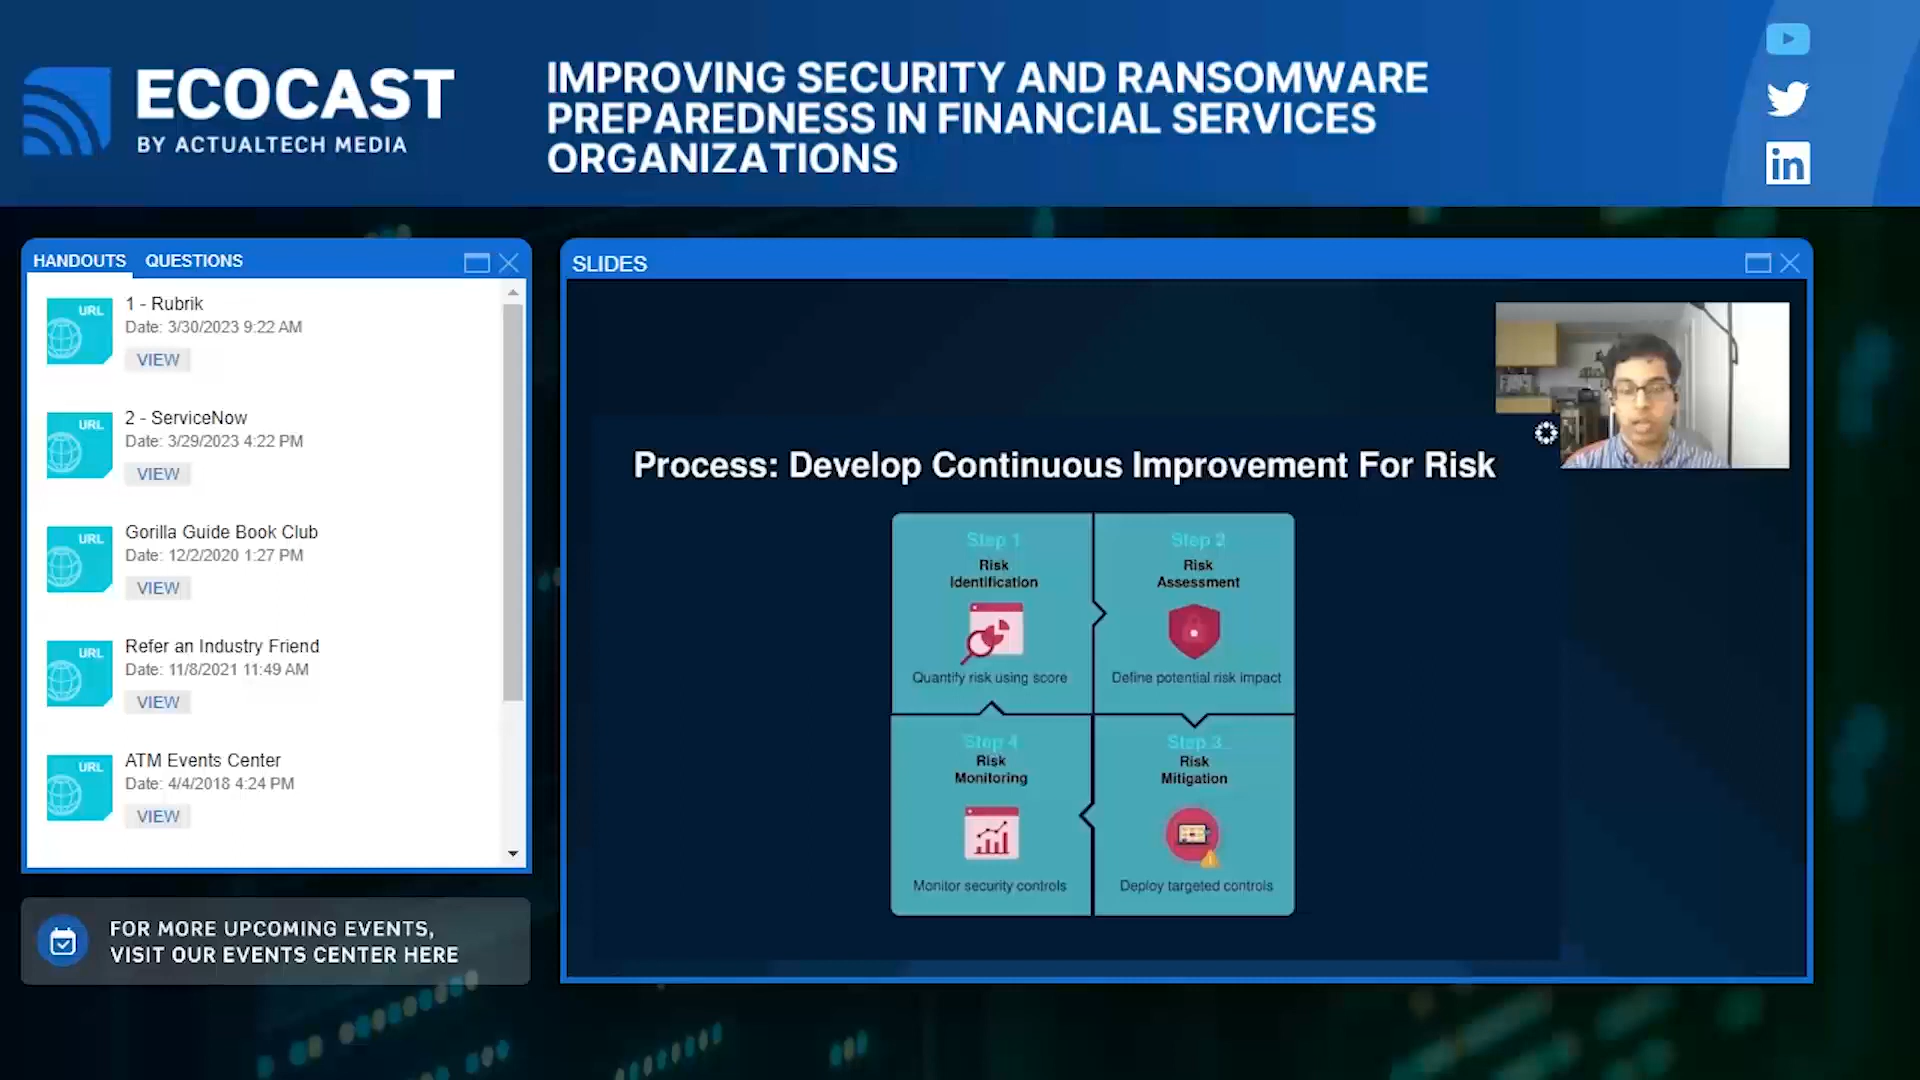 ECOCAST
BY ACTUALTECH MEDIA
IMPROVING SECURITY AND RANSOMWARE
PREPAREDNESS IN FINANCIAL SERVICES
ORGANIZATIONS
in
HANDOUTS QUESTIONS
URL
1 - Rubrik
Date: 3/30/2023 9:22 AM
VIEW
URL
2 - ServiceNow
Date: 3/29/2023 4:22 PM
VIEW
URL
Gorilla Guide Book Club
Date: 12/2/2020 1:27 PM
VIEW
URL
Refer an Industry Friend
Date: 11/8/2021 11:49 AM
VIEW
URL
ATM Events Center
Date: 4/4/2018 4:24 PM
VIEW
FOR MORE UPCOMING EVENTS,
VISIT OUR EVENTS CENTER HERE
SLIDES
Process: Develop Continuous Improvement For Risk
Step 1
Risk
Identification
Quantify risk using score
Step 2
Risk
Assessment
Define potential risk impact
Step 4
Risk
Monitoring
Monitor security controls
Step 3
Risk
Mitigation
Deploy targeted controls